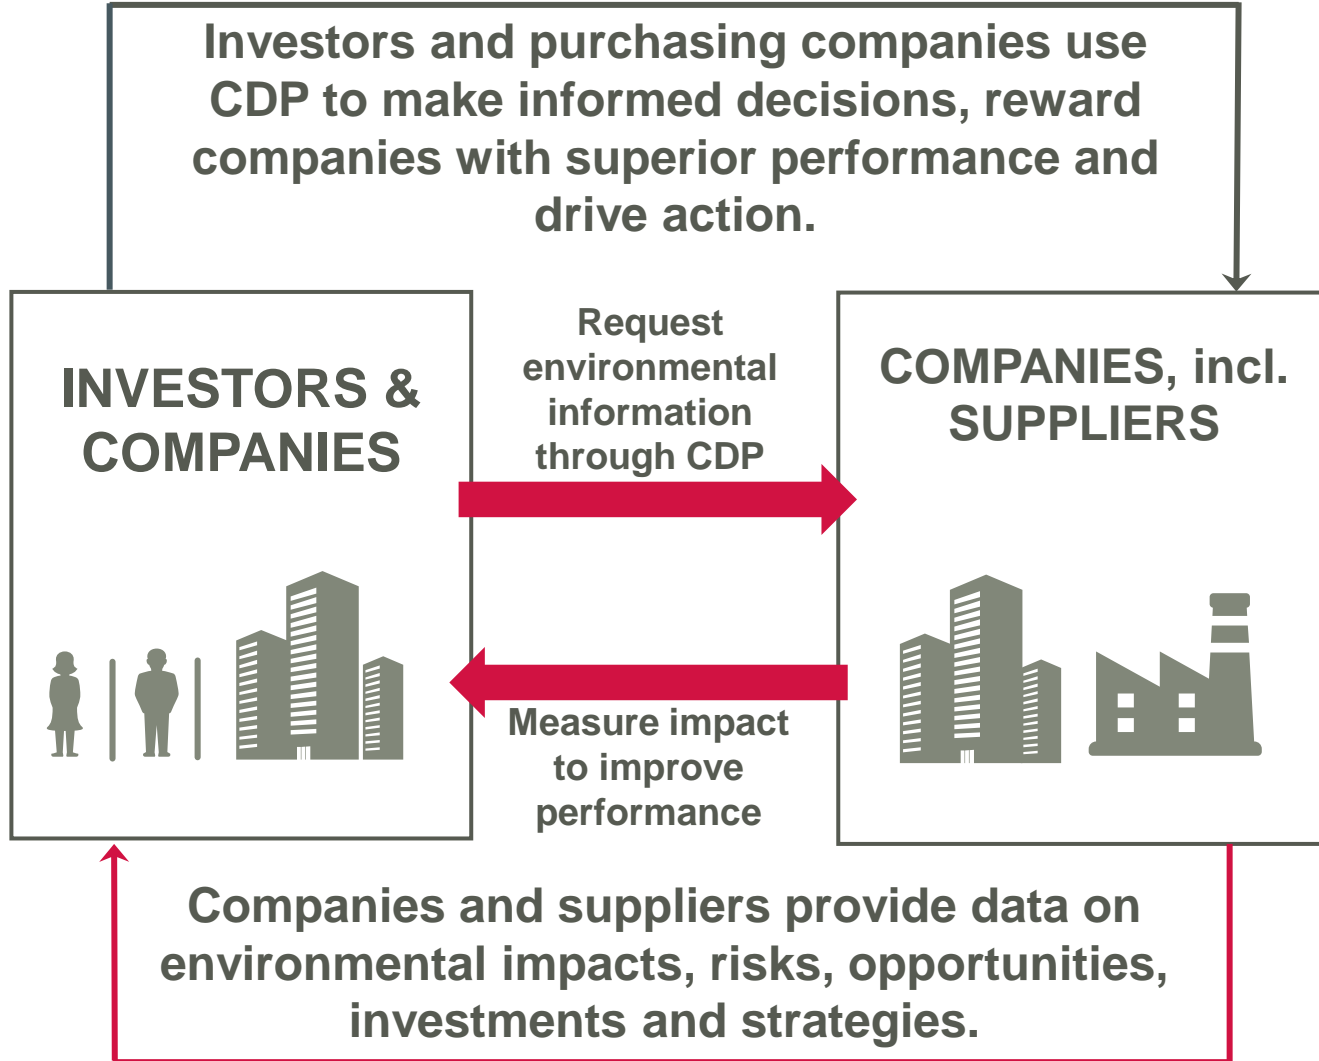 Investors and purchasing companies use
CDP to make informed decisions, reward
companies with superior performance and
drive action.
INVESTORS &
COMPANIES
Request
environmental
information
through CDP
COMPANIES, incl.
SUPPLIERS
Measure impact
to improve
performance
Companies and suppliers provide data on
environmental impacts, risks, opportunities,
investments and strategies.